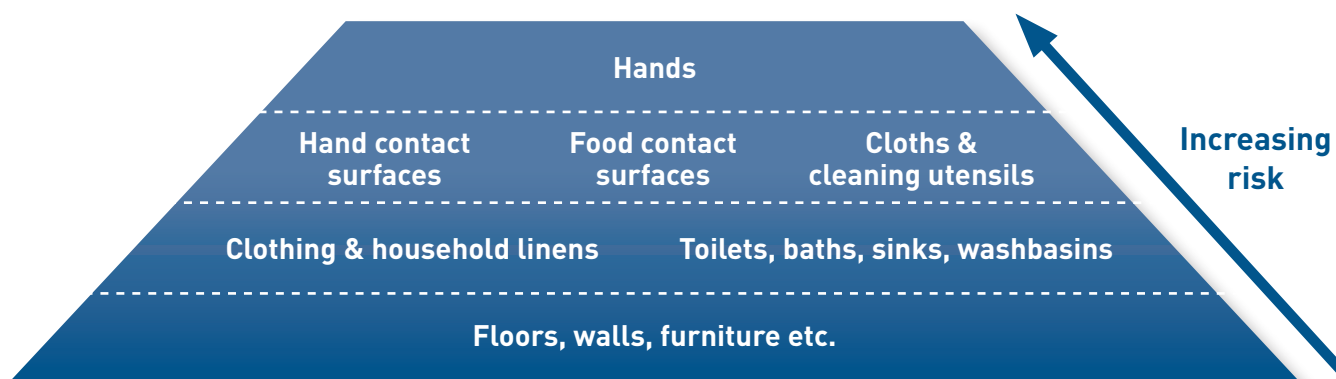 Hands
Hand contact
surfaces
Food contact
surfaces
Cloths &
cleaning utensils
Increasing
risk
Clothing & household linens
Toilets, baths, sinks, washbasins
Floors, walls, furniture etc.